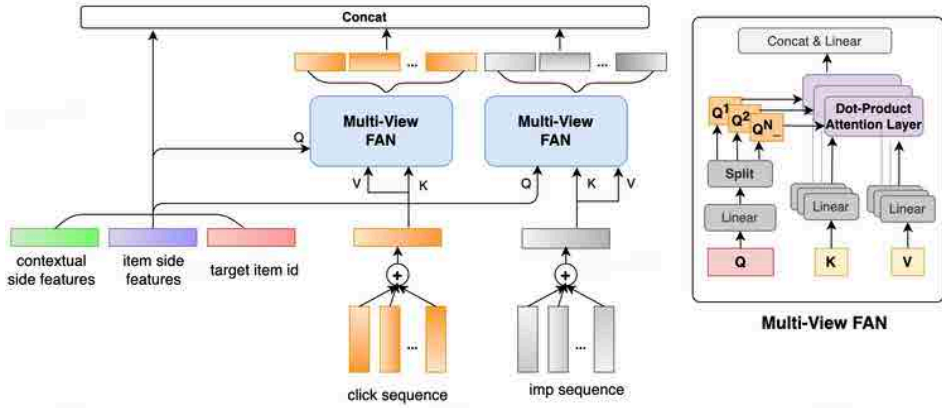 Concat
...
...
Multi-View
FAN
Multi-View
FAN
Q
V
K
Q
K
V
contextual
side features
item side
features
target item id
+
+
...
...
click sequence
imp sequence
Concat & Linear
Q1
Q2
QN
...
Dot-Product
Attention Layer
Split
Linear
Linear
Linear
Q
K
V
Multi-View FAN